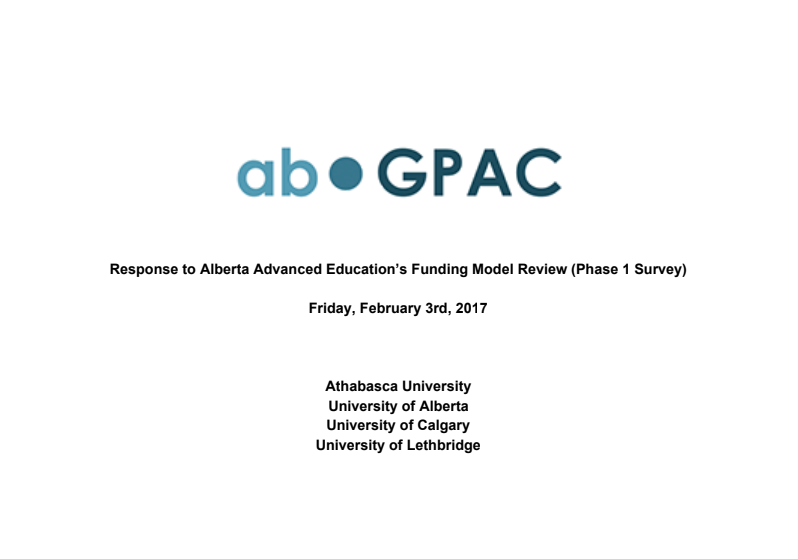 ab•GPAC
Response to Alberta Advanced Education’s Funding Model Review (Phase 1 Survey)
Friday, February 3rd, 2017
Athabasca University
University of Alberta
University of Calgary
University of Lethbridge